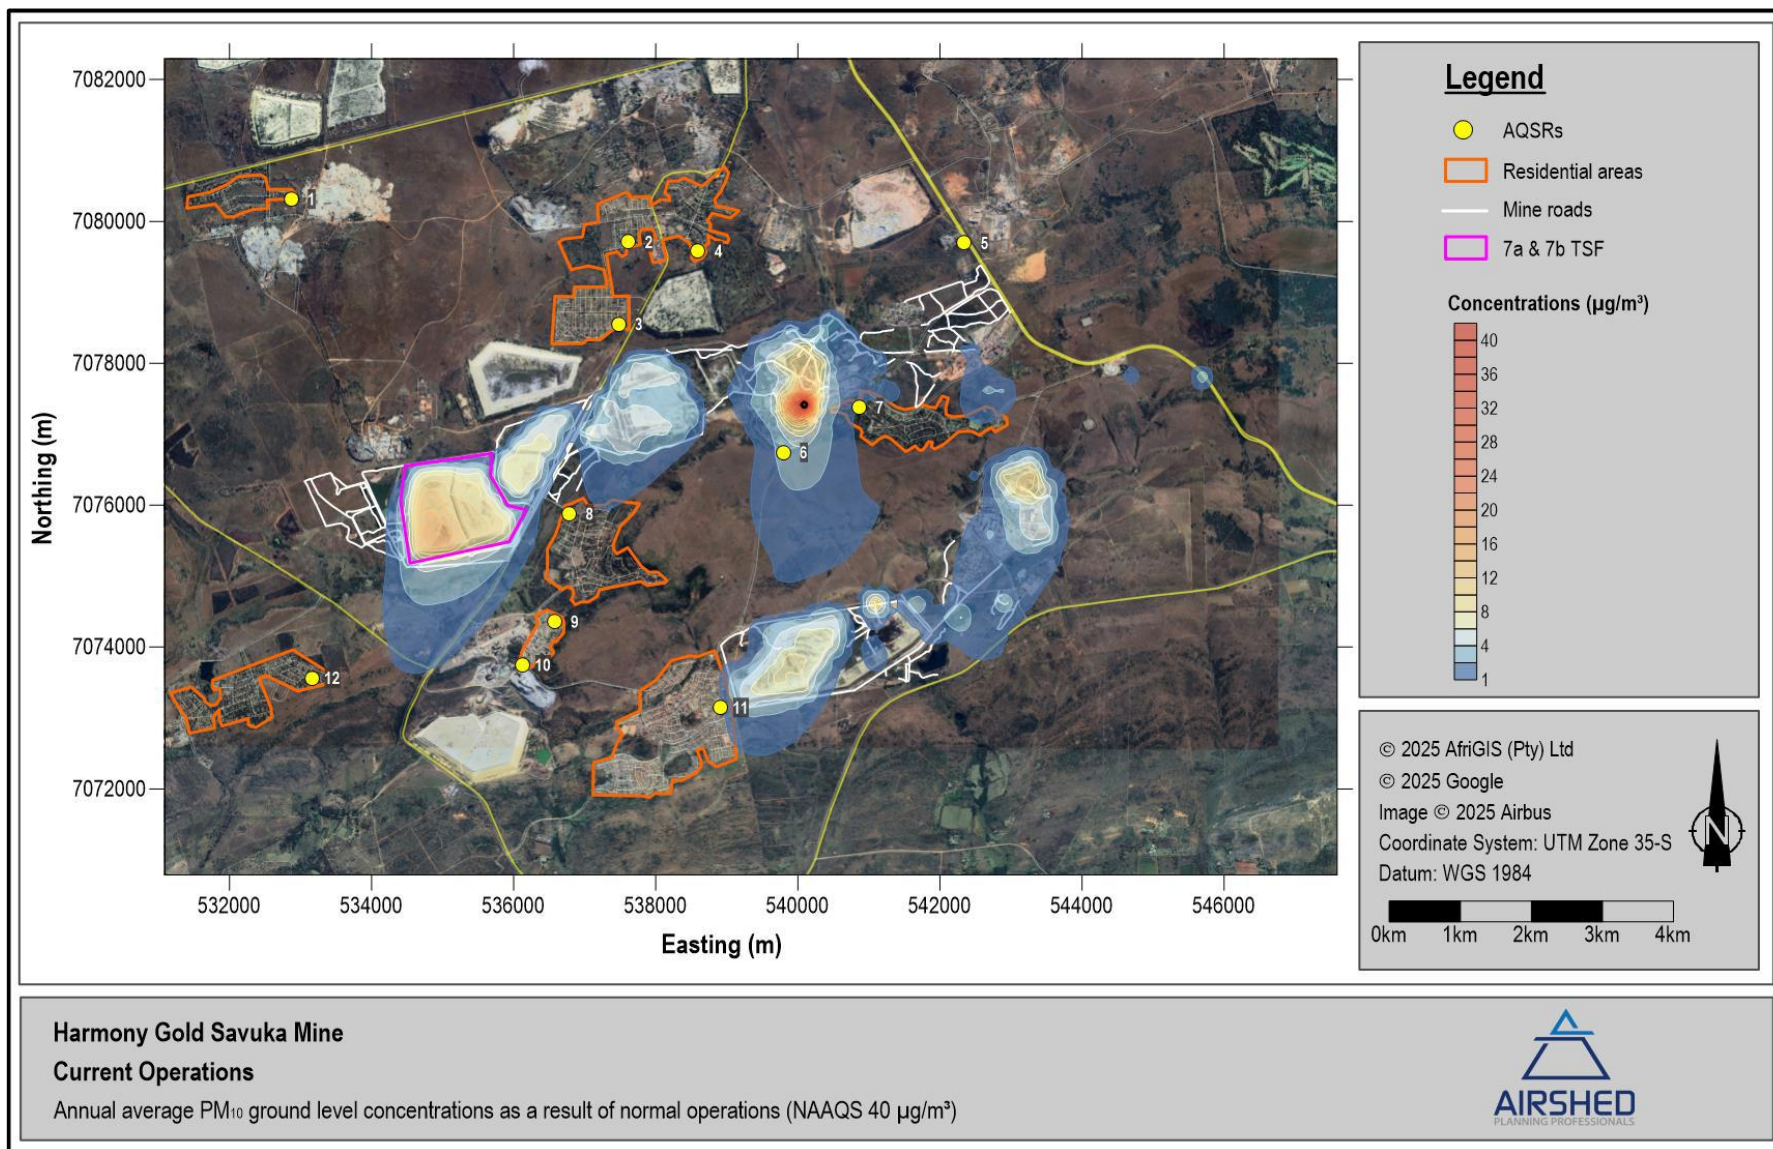 7082000
7080000
7078000
7076000
7074000
7072000
Northing (m)
532000
534000
536000
538000
540000
542000
544000
546000
Easting (m)
1
2
3
4
5
6
7
8
9
10
11
12
Legend
AQSRs
Residential areas
Mine roads
7a & 7b TSF
Concentrations (µg/m³)
40
36
32
28
24
20
16
12
8
4
1
© 2025 AfriGIS (Pty) Ltd
© 2025 Google
Image © 2025 Airbus
Coordinate System: UTM Zone 35-S
Datum: WGS 1984
N
0km 1km 2km 3km 4km
Harmony Gold Savuka Mine
Current Operations
Annual average PM₁₀ ground level concentrations as a result of normal operations (NAAQS 40 µg/m³)
AIRSHED
PLANNING PROFESSIONALS